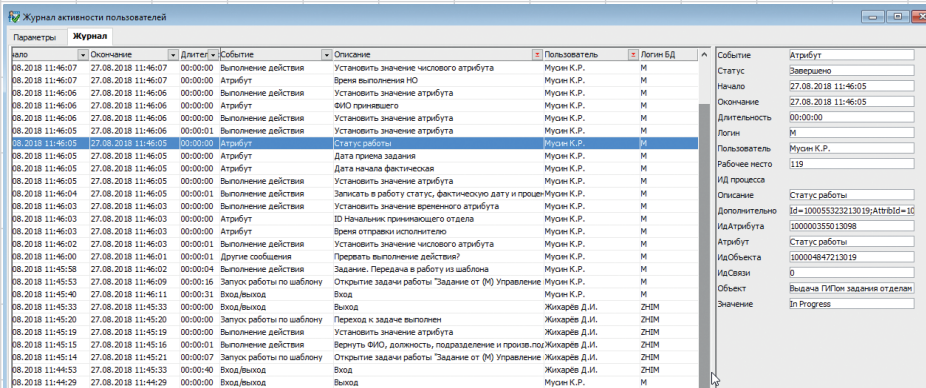 Журнал активности пользователей
Параметры Журнал
чало Окончание Длител Событие Описание Пользователь Логин БД
08.2018 11:46:07 27.08.2018 11:46:07 00:00:00 Выполнение действия Установить значение числового атрибута Мусин К.Р. M
08.2018 11:46:07 27.08.2018 11:46:07 00:00:00 Атрибут Время выполнения НО Мусин К.Р. M
08.2018 11:46:06 27.08.2018 11:46:06 00:00:00 Выполнение действия Установить значение атрибута Мусин К.Р. M
08.2018 11:46:06 27.08.2018 11:46:06 00:00:00 Атрибут ФИО принявшего Мусин К.Р. M
08.2018 11:46:06 27.08.2018 11:46:06 00:00:00 Выполнение действия Установить значение атрибута Мусин К.Р. M
08.2018 11:46:05 27.08.2018 11:46:06 00:00:01 Выполнение действия Установить значение атрибута Мусин К.Р. M
08.2018 11:46:05 27.08.2018 11:46:05 00:00:00 Атрибут Статус работы Мусин К.Р. M
08.2018 11:46:05 27.08.2018 11:46:05 00:00:00 Атрибут Дата приема задания Мусин К.Р. M
08.2018 11:46:05 27.08.2018 11:46:05 00:00:00 Атрибут Дата начала фактическая Мусин К.Р. M
08.2018 11:46:05 27.08.2018 11:46:05 00:00:00 Выполнение действия Установить значение атрибута Мусин К.Р. M
08.2018 11:46:04 27.08.2018 11:46:05 00:00:01 Выполнение действия Записать в работу статус, фактическую дату и процен Мусин К.Р. M
08.2018 11:46:03 27.08.2018 11:46:03 00:00:00 Выполнение действия Установить значение временного атрибута Мусин К.Р. M
08.2018 11:46:03 27.08.2018 11:46:03 00:00:00 Атрибут ID Начальник принимающего отдела Мусин К.Р. M
08.2018 11:46:03 27.08.2018 11:46:03 00:00:00 Атрибут Время отправки исполнителю Мусин К.Р. M
08.2018 11:46:02 27.08.2018 11:46:03 00:00:01 Выполнение действия Установить значение числового атрибута Мусин К.Р. M
08.2018 11:46:00 27.08.2018 11:46:01 00:00:01 Другие сообщения Прервать выполнение действия? Мусин К.Р. M
08.2018 11:45:58 27.08.2018 11:46:02 00:00:04 Выполнение действия Задание. Передача в работу из шаблона Мусин К.Р. M
08.2018 11:45:53 27.08.2018 11:46:09 00:00:16 Запуск работы по шаблону Открытие задачи работы "Задание от (М) Управление Мусин К.Р. M
08.2018 11:45:40 27.08.2018 11:46:11 00:00:31 Вход/выход Вход Мусин К.Р. M
08.2018 11:45:33 27.08.2018 11:45:33 00:00:00 Вход/выход Выход Жихарёв Д.И. ZHIM
08.2018 11:45:20 27.08.2018 11:45:20 00:00:00 Запуск работы по шаблону Переход к задаче выполнен Жихарёв Д.И. ZHIM
08.2018 11:45:19 27.08.2018 11:45:19 00:00:00 Выполнение действия Установить значение атрибута Жихарёв Д.И. ZHIM
08.2018 11:45:15 27.08.2018 11:45:16 00:00:01 Выполнение действия Вернуть ФИО, должность, подразделение и произв.под Жихарёв Д.И. ZHIM
08.2018 11:45:14 27.08.2018 11:45:21 00:00:07 Запуск работы по шаблону Открытие задачи работы "Задание от (М) Управление Жихарёв Д.И. ZHIM
08.2018 11:44:53 27.08.2018 11:45:33 00:00:40 Вход/выход Вход Жихарёв Д.И. ZHIM
08.2018 11:44:29 27.08.2018 11:44:29 00:00:00 Вход/выход Выход Мусин К.Р. M
Событие Атрибут
Статус Завершено
Начало 27.08.2018 11:46:05
Окончание 27.08.2018 11:46:05
Длительность 00:00:00
Логин M
Пользователь Мусин К.Р.
Рабочее место 119
ИД процесса
Описание Статус работы
Дополнительно Id=100055323213019;AttribId=10
ИдАтрибута 100000355013098
Атрибут Статус работы
ИдОбъекта 100004847213019
ИдСвязи 0
Объект Выдача ГИПом задания отделам
Значение In Progress